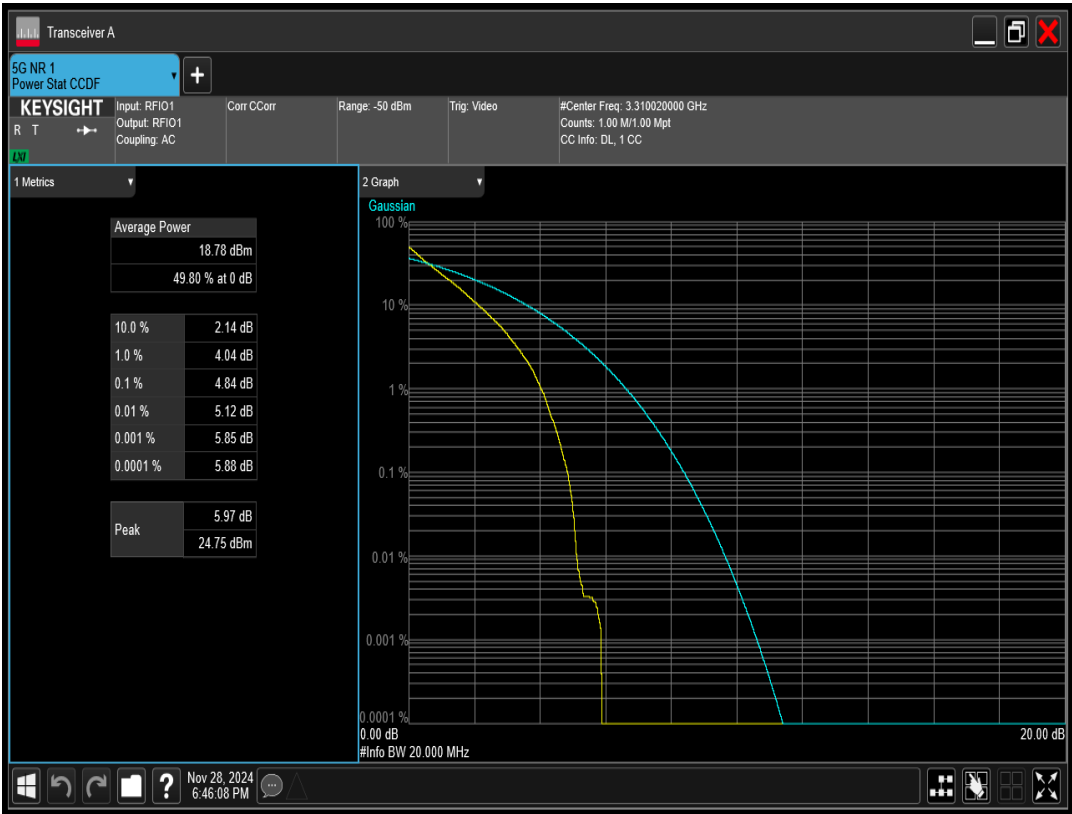 Transceiver A
5G NR 1
Power Stat CCDF
+
KEYSIGHT
R T
LXI
Input: RFIO1
Output: RFIO1
Coupling: AC
Corr CCorr
Range: -50 dBm
Trig: Video
#Center Freq: 3.310020000 GHz
Counts: 1.00 M/1.00 Mpt
CC Info: DL, 1 CC
1 Metrics
Average Power
18.78 dBm
49.80 % at 0 dB
10.0 % 2.14 dB
1.0 % 4.04 dB
0.1 % 4.84 dB
0.01 % 5.12 dB
0.001 % 5.85 dB
0.0001 % 5.88 dB
Peak
5.97 dB
24.75 dBm
2 Graph
Gaussian
100 %
10 %
1 %
0.1 %
0.01 %
0.001 %
0.0001 %
0.00 dB
20.00 dB
#Info BW 20.000 MHz
?
Nov 28, 2024
6:46:08 PM